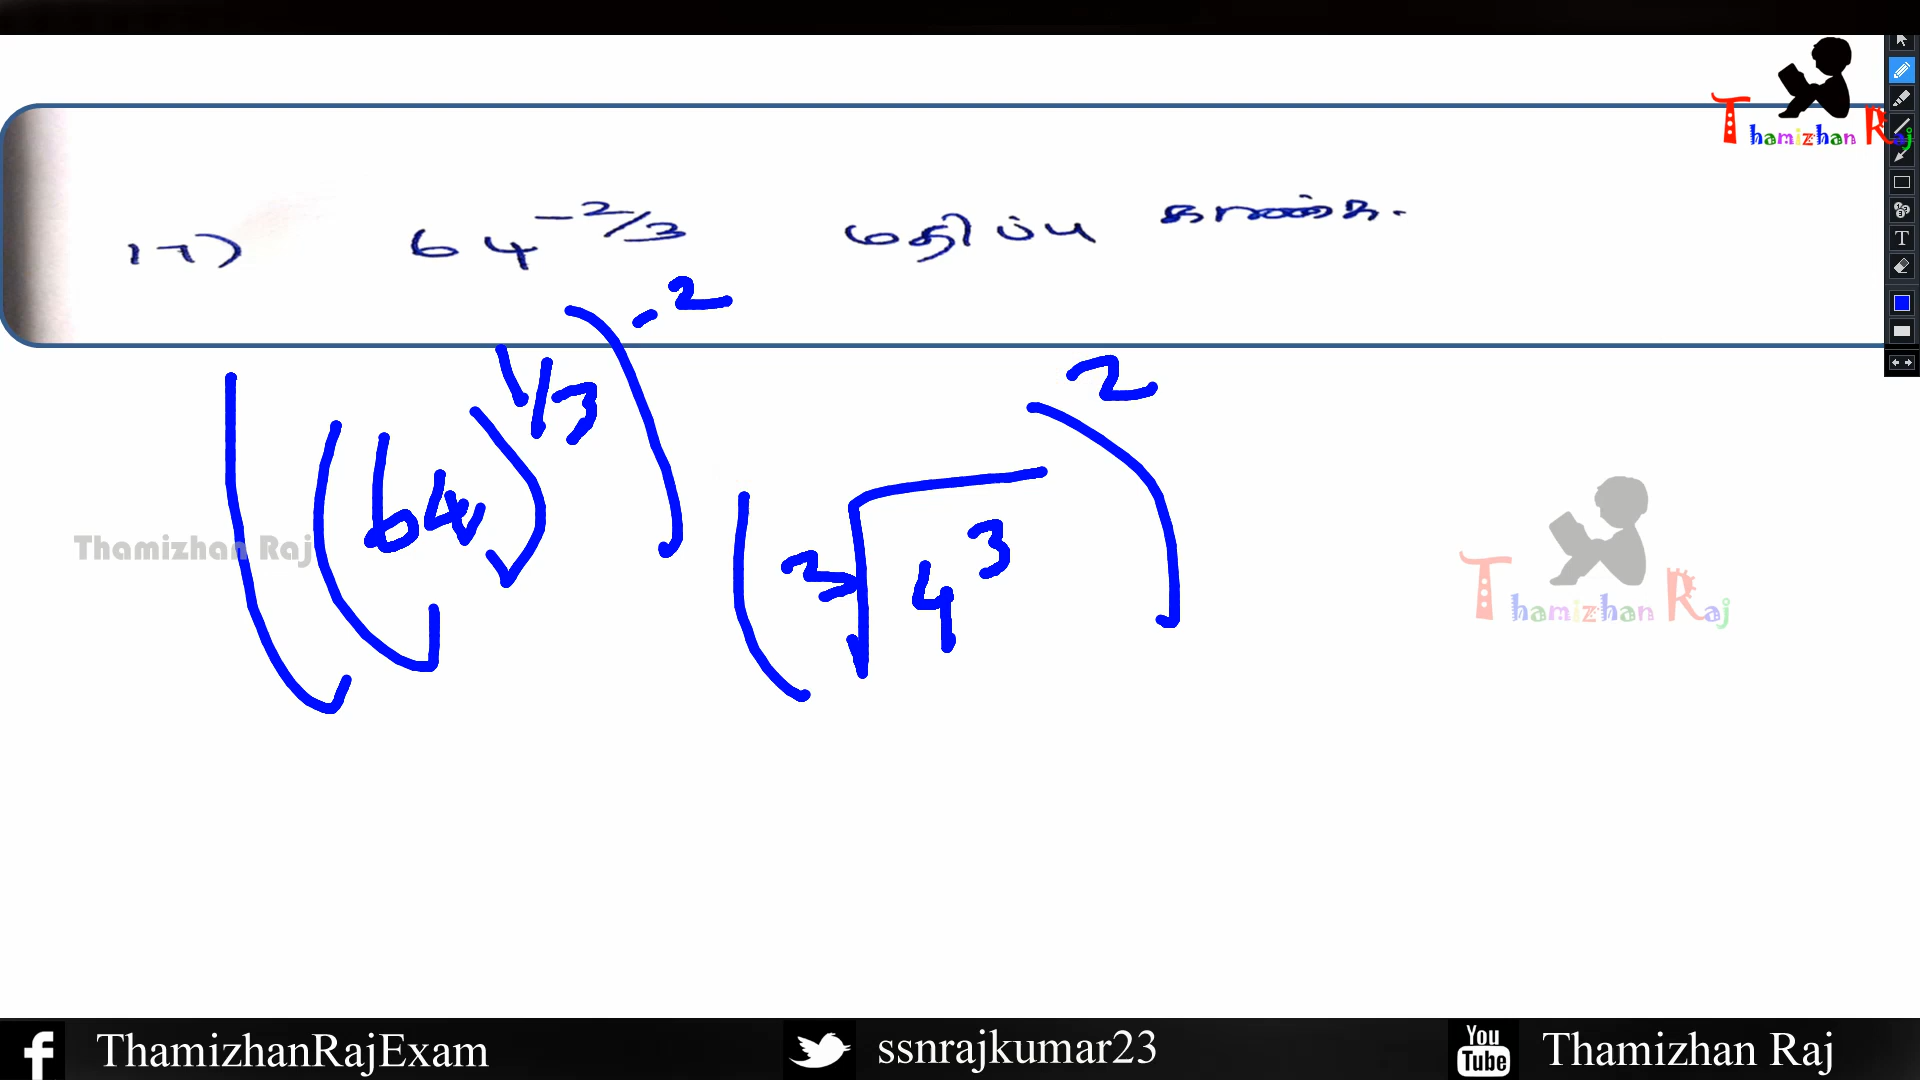 Thamizhan Raj
17) 64^-2/3 மதிப்பு காண்க.
((64)^1/3)^-2
(3√4^3)^2
Thamizhan Raj
Thamizhan Raj
ThamizhanRajExam ssnrajkumar23 You Tube Thamizhan Raj